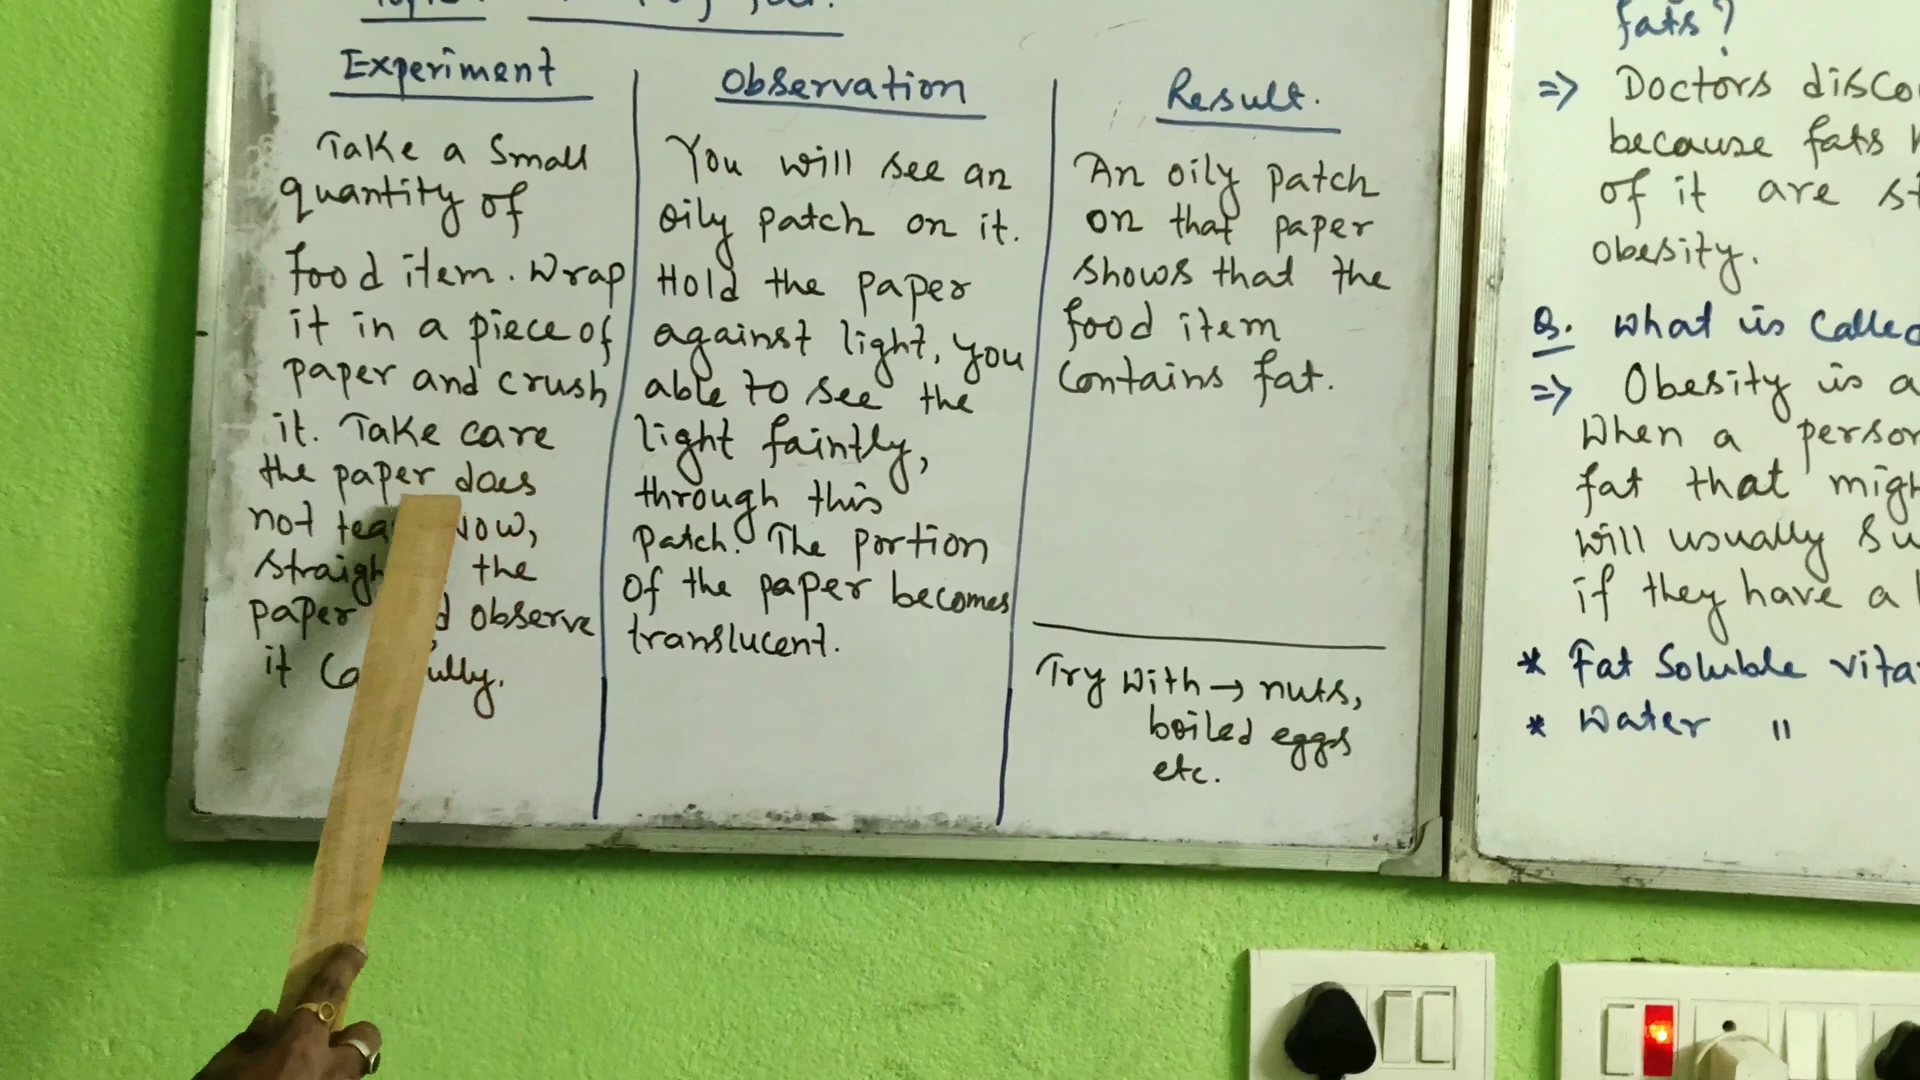 Experiment
Take a small
quantity of
food item. Wrap
it in a piece of
paper and crush
it. Take care
the paper does
not
the
paper observe
it
Observation
You will see an
oily patch on it.
Hold the paper
against light, you
able to see the
light faintly,
through this
patch. The portion
of the paper becomes
translucent.
Result.
An oily patch
on that paper
shows that the
food item
contains fat.
Try with → nuts,
boiled eggs
etc.
fats?
⇒ Doctors
because fats
of it are
obesity.
Q. What is called
⇒ Obesity is a
When a
fat that
will usually
if they have a
* Fat Soluble
* Water "